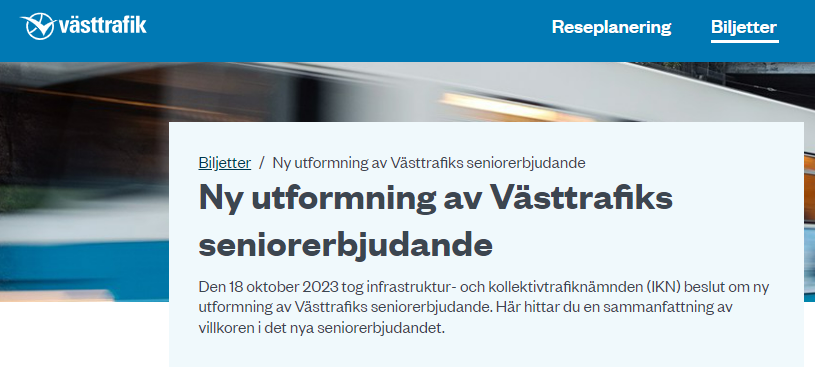 västtrafik
Reseplanering
Biljetter
Biljetter / Ny utformning av Västtrafiks seniorerbjudande
Ny utformning av Västtrafiks
seniorerbjudande
Den 18 oktober 2023 tog infrastruktur- och kollektivtrafiknämnden (IKN) beslut om ny
utformning av Västtrafiks seniorerbjudande. Här hittar du en sammanfattning av
villkoren i det nya seniorerbjudandet.